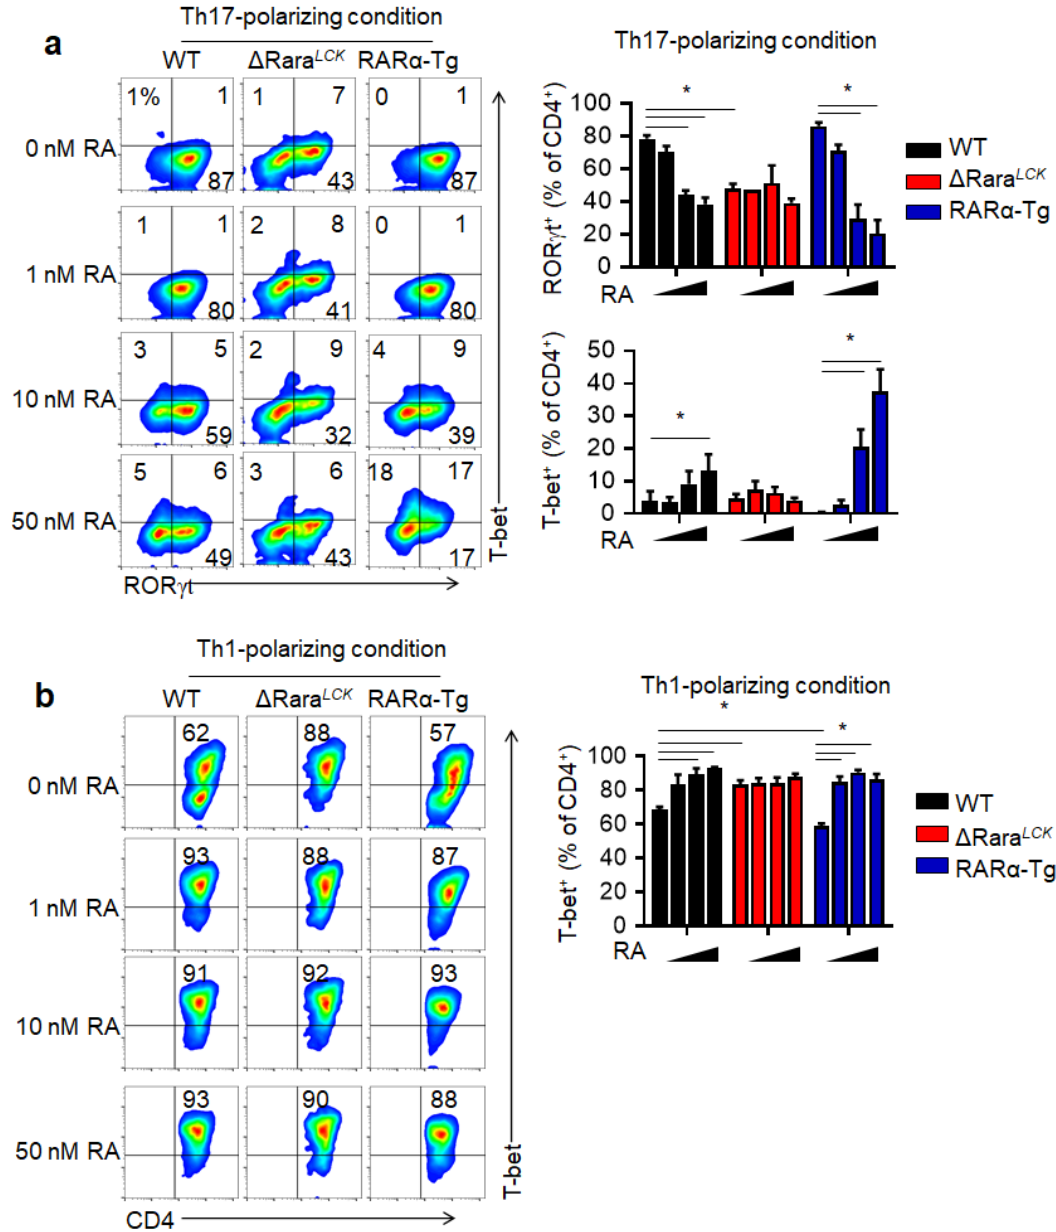 a
Th17-polarizing condition
WT ΔRara^LCK RARα-Tg
0 nM RA
1% 1 87
1 7 43
0 1 87
1 nM RA
1 1 80
2 8 41
0 1 80
10 nM RA
3 5 59
2 9 32
4 9 39
50 nM RA
5 6 49
3 6 43
18 17 17
T-bet
RORγt
Th17-polarizing condition
RORγt⁺ (% of CD4⁺)
100
80
60
40
20
0
* *
RA
WT
ΔRara^LCK
RARα-Tg
T-bet⁺ (% of CD4⁺)
50
40
30
20
10
0
* *
RA
b
Th1-polarizing condition
WT ΔRara^LCK RARα-Tg
0 nM RA
62 88 57
1 nM RA
93 88 87
10 nM RA
91 92 93
50 nM RA
93 90 88
T-bet
CD4
Th1-polarizing condition
T-bet⁺ (% of CD4⁺)
100
80
60
40
20
0
* *
RA
WT
ΔRara^LCK
RARα-Tg